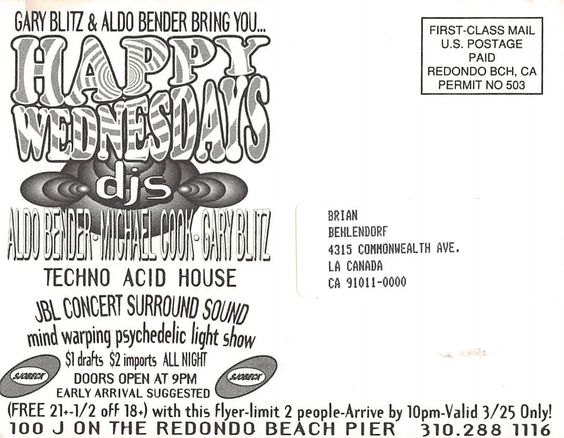 GARY BLITZ & ALDO BENDER BRING YOU...
HAPPY
WEDNESDAYS
djs
ALDO BENDER · MICHAEL COOK · GARY BLITZ
TECHNO ACID HOUSE
JBL CONCERT SURROUND SOUND
mind warping psychedelic light show
$1 drafts $2 imports ALL NIGHT
DOORS OPEN AT 9PM
EARLY ARRIVAL SUGGESTED
SJOBECK
SJOBECK
(FREE 21+-1/2 off 18+) with this Flyer-limit 2 people-Arrive by 10pm-Valid 3/25 Only!
100 J ON THE REDONDO BEACH PIER 310.288 1116
FIRST-CLASS MAIL
U.S. POSTAGE
PAID
REDONDO BCH, CA
PERMIT NO 503
BRIAN
BEHLENDORF
4315 COMMONWEALTH AVE.
LA CANADA
CA 91011-0000